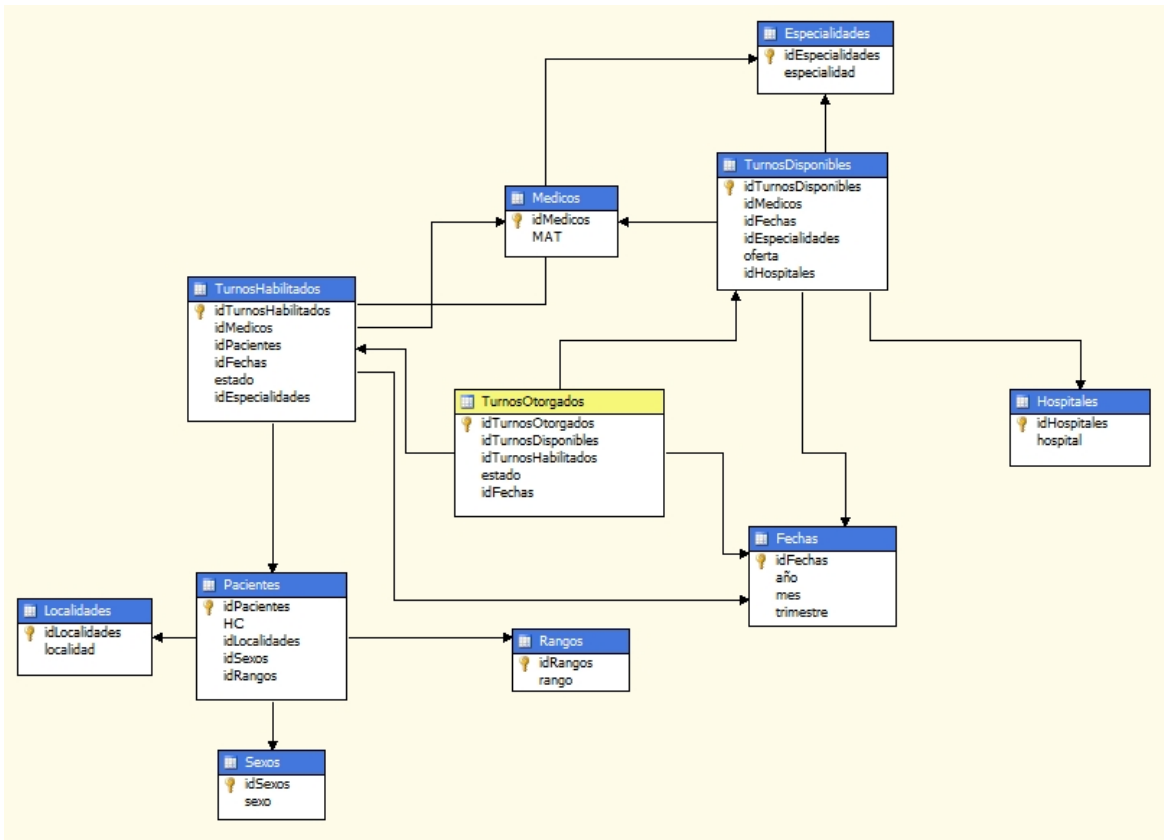 Especialidades
idEspecialidades
especialidad
TurnosDisponibles
idTurnosDisponibles
idMedicos
idFechas
idEspecialidades
oferta
idHospitales
Medicos
idMedicos
MAT
TurnosHabilitados
idTurnosHabilitados
idMedicos
idPacientes
idFechas
estado
idEspecialidades
TurnosOtorgados
idTurnosOtorgados
idTurnosDisponibles
idTurnosHabilitados
estado
idFechas
Hospitales
idHospitales
hospital
Fechas
idFechas
año
mes
trimestre
Pacientes
idPacientes
HC
idLocalidades
idSexos
idRangos
Localidades
idLocalidades
localidad
Rangos
idRangos
rango
Sexos
idSexos
sexo